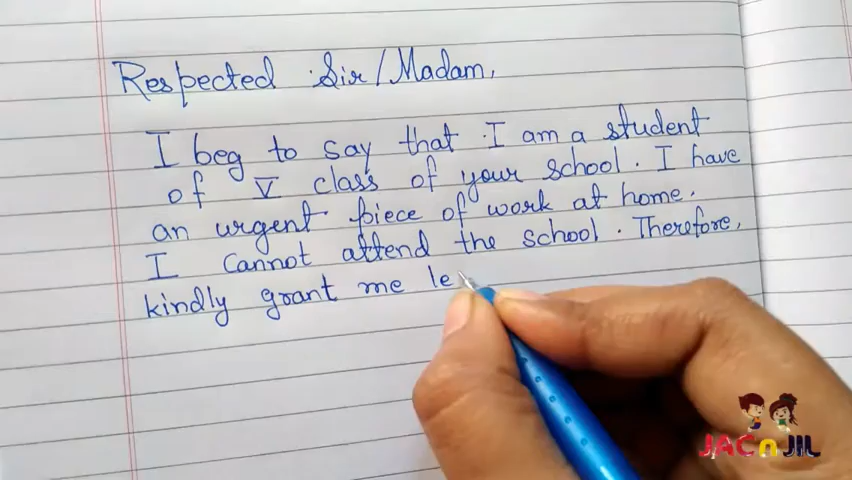 Respected Sir/Madam,
I beg to say that I am a student
of V class of your school. I have
an urgent piece of work at home.
I cannot attend the school. Therefore,
kindly grant me le
JACnJIL